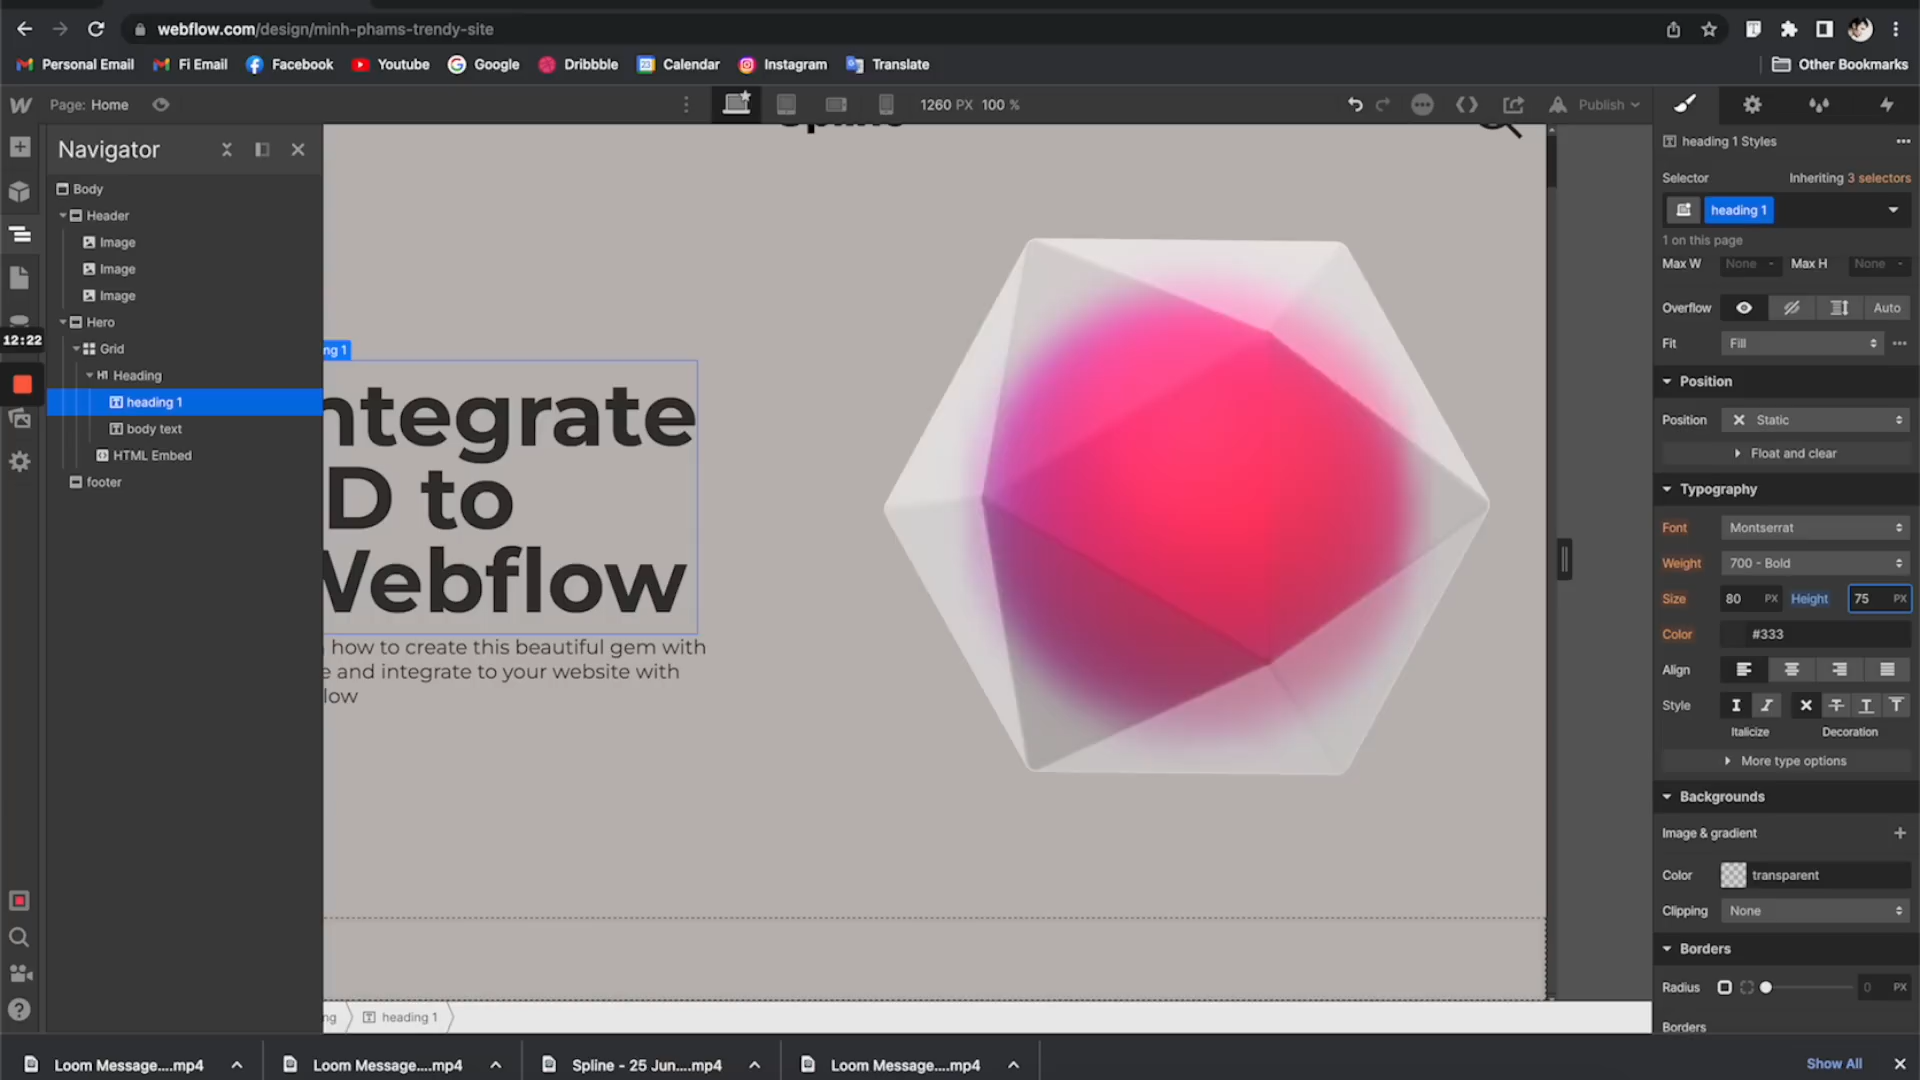 webflow.com/design/minh-phams-trendy-site
Personal Email
Fi Email
Facebook
Youtube
Google
Dribbble
Calendar
Instagram
Translate
Other Bookmarks
Page: Home
1260 PX 100 %
Publish
Navigator
Body
Header
Image
Image
Image
Hero
12:22
Grid
Heading
heading 1
body text
HTML Embed
footer
ng 1
ntegrate
D to
Webflow
how to create this beautiful gem with
e and integrate to your website with
low
ng
heading 1
heading 1 Styles
Selector
Inheriting 3 selectors
heading 1
1 on this page
Max W
None
-
Max H
None
-
Overflow
Auto
Fit
Fill
Position
Position
Static
Float and clear
Typography
Font
Montserrat
Weight
700 - Bold
Size
80 PX
Height
75 PX
Color
#333
Align
Style
Italicize
Decoration
More type options
Backgrounds
Image & gradient
Color
transparent
Clipping
None
Borders
Radius
0 PX
Borders
Loom Message....mp4
Loom Message....mp4
Spline - 25 Jun....mp4
Loom Message....mp4
Show All